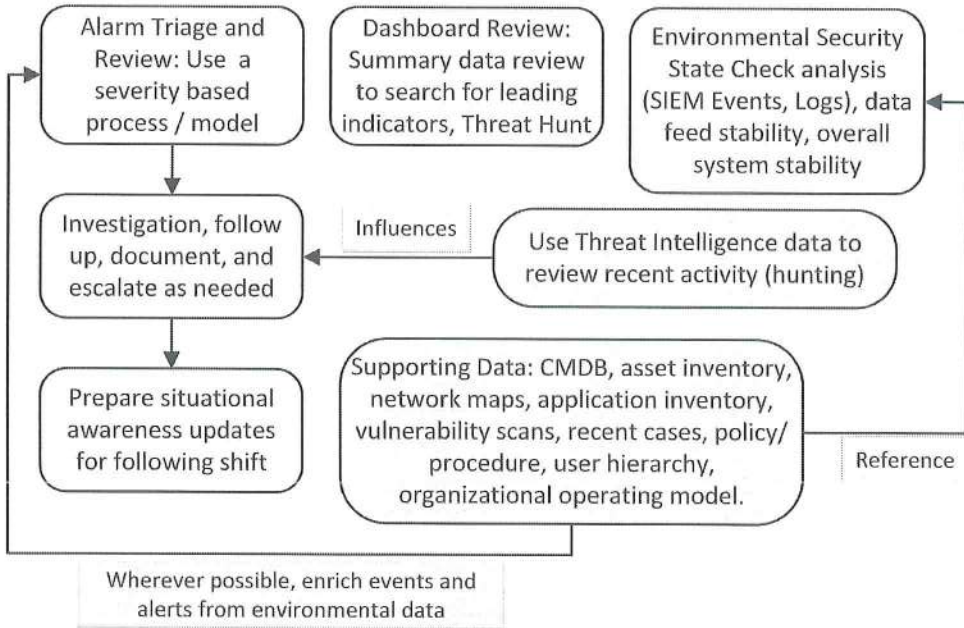 Alarm Triage and
Review: Use a
severity based
process / model
Dashboard Review:
Summary data review
to search for leading
indicators, Threat Hunt
Environmental Security
State Check analysis
(SIEM Events, Logs), data
feed stability, overall
system stability
Investigation, follow
up, document, and
escalate as needed
Influences
Use Threat Intelligence data to
review recent activity (hunting)
Prepare situational
awareness updates
for following shift
Supporting Data: CMDB, asset inventory,
network maps, application inventory,
vulnerability scans, recent cases, policy/
procedure, user hierarchy,
organizational operating model.
Reference
Wherever possible, enrich events and
alerts from environmental data